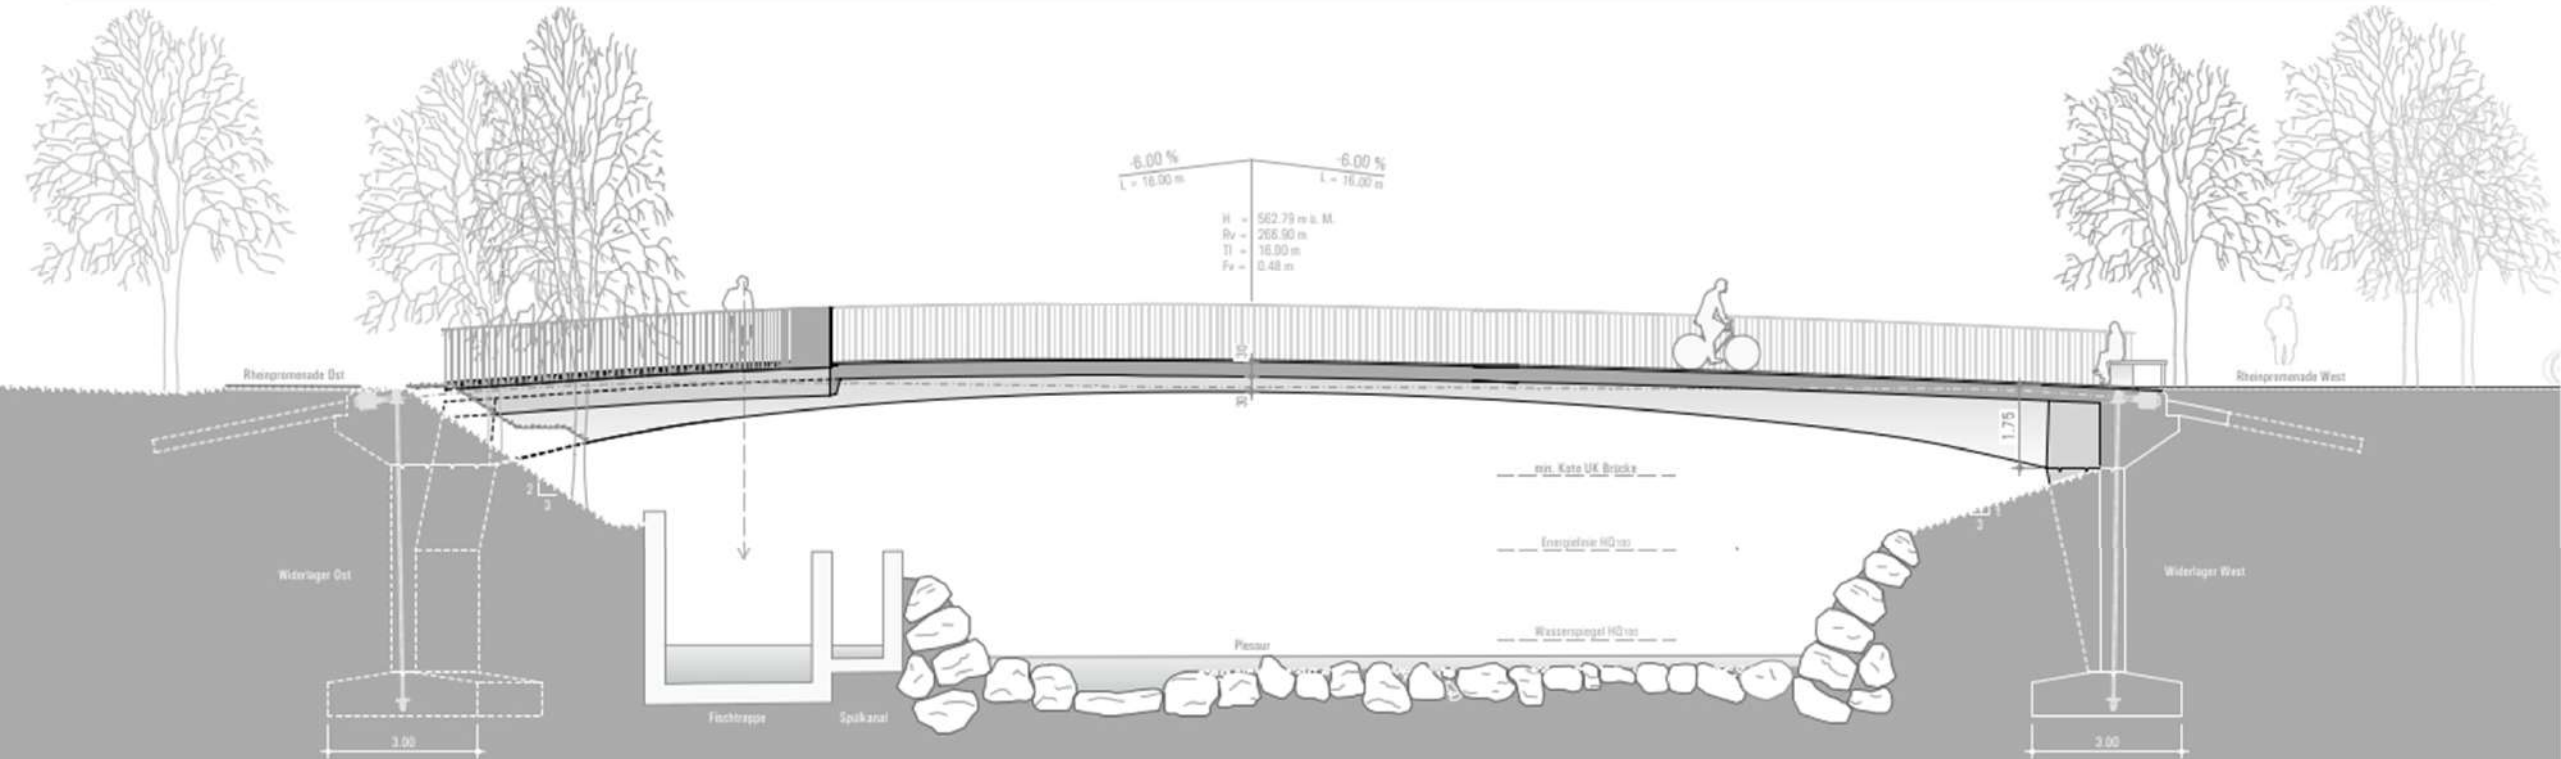 -6.00 %
L = 16.00 m
-6.00 %
L = 16.00 m
H = 562.79 m ü. M.
Rv = 266.90 m
Tl = 16.00 m
Fv = 0.48 m
30
30
Rheinpromenade Ost
Rheinpromenade West
1.75
min. Kote UK Brücke
2
3
3
Energielinie HQ100
Widerlager Ost
Widerlager West
Wasserspiegel HQ100
Plessur
Fischtreppe
Spülkanal
3.00
3.00